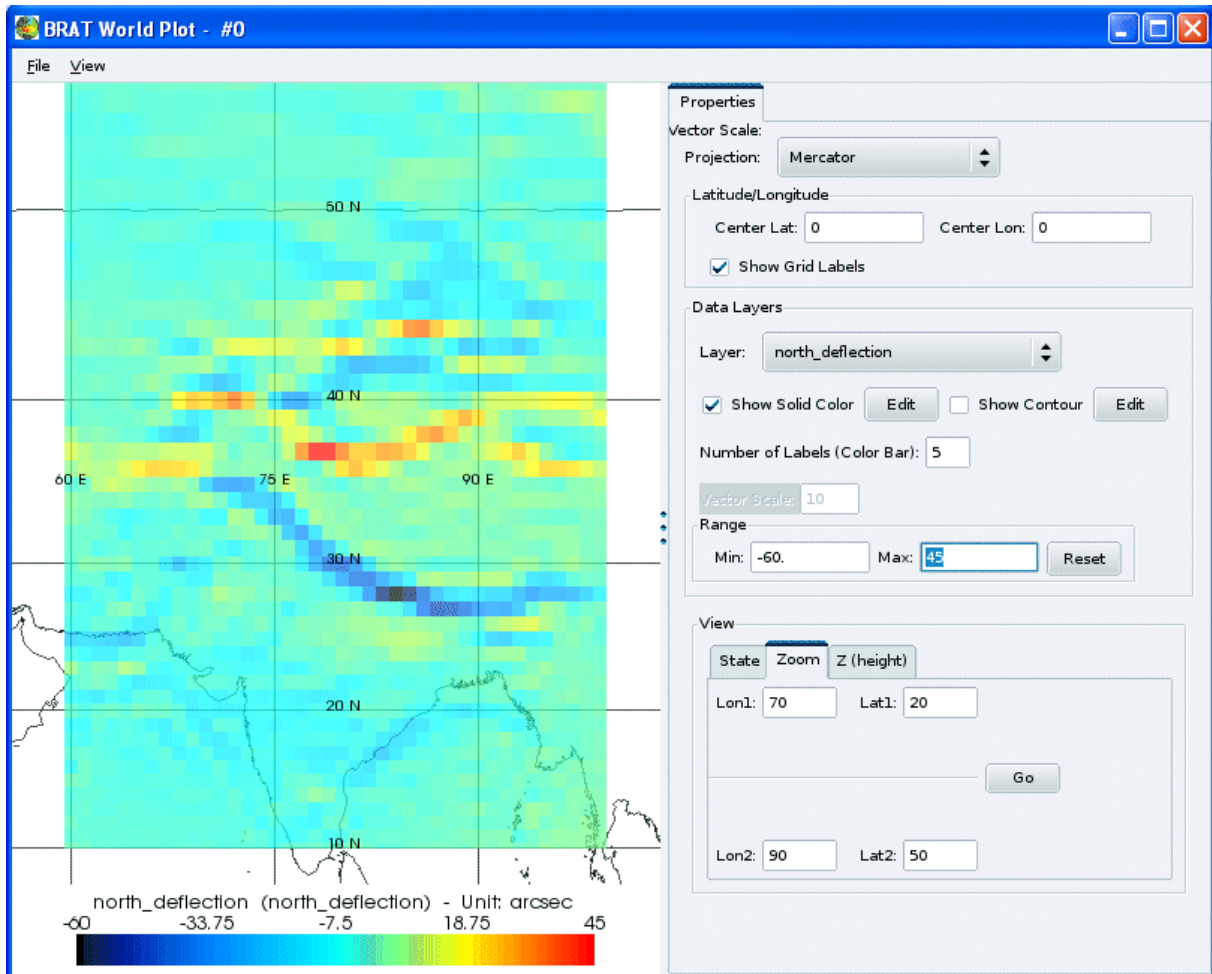 BRAT World Plot - #0
File View
50 N
40 N
60 E 75 E 90 E
30 N
20 N
10 N
north_deflection (north_deflection) - Unit: arcsec
-60 -33.75 -7.5 18.75 45
Properties
Vector Scale:
Projection: Mercator
Latitude/Longitude
Center Lat: 0 Center Lon: 0
Show Grid Labels
Data Layers
Layer: north_deflection
Show Solid Color Edit Show Contour Edit
Number of Labels (Color Bar): 5
Vector Scale: 10
Range
Min: -60. Max: 45 Reset
View
State Zoom Z (height)
Lon1: 70 Lat1: 20
Go
Lon2: 90 Lat2: 50